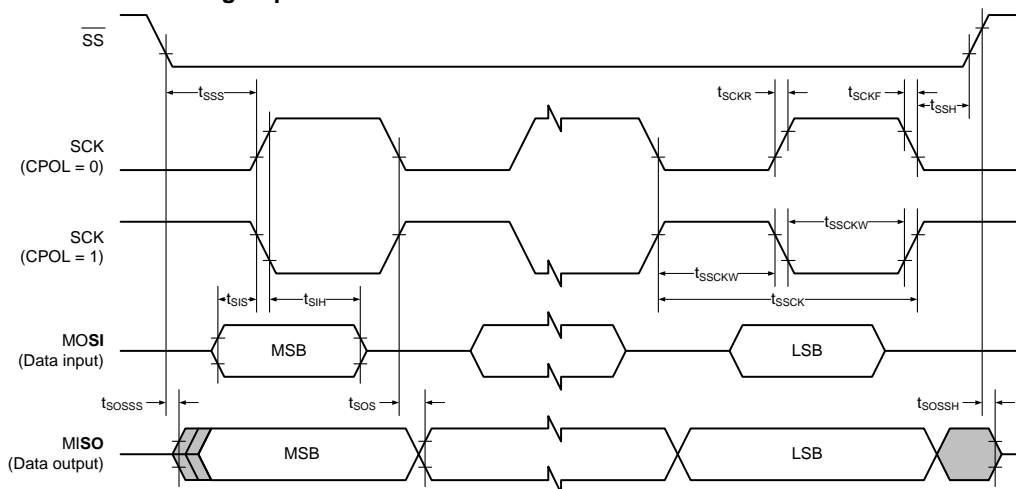 SS
tSSS
tSCKR
tSCKF
tSSH
SCK
(CPOL = 0)
SCK
(CPOL = 1)
tSSCKW
tSSCKW
tSIS
tSIH
tSSCK
MOSI
(Data input)
MSB
LSB
tSOSSS
tSOS
tSOSSH
MISO
(Data output)
MSB
LSB